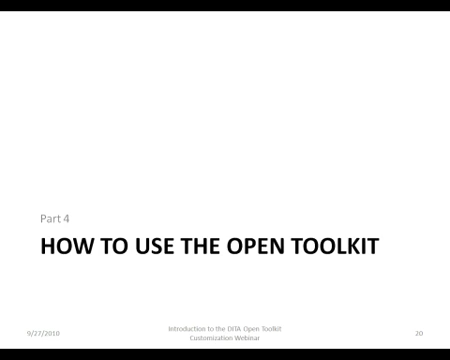 Part 4
HOW TO USE THE OPEN TOOLKIT
9/27/2010
Introduction to the DITA Open Toolkit
Customization Webinar
20